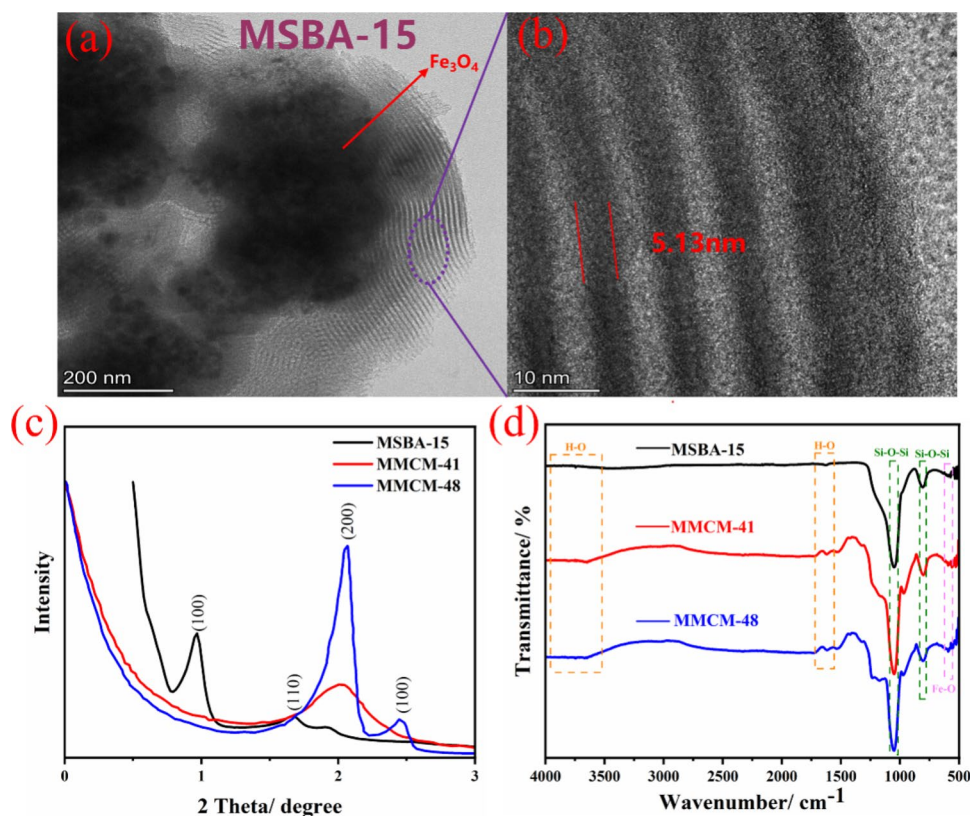 (a)
MSBA-15
Fe₃O₄
200 nm
(b)
5.13nm
10 nm
(c)
MSBA-15
MMCM-41
MMCM-48
(100)
(110)
(200)
(100)
Intensity
0
1
2
3
2 Theta/ degree
(d)
H-O
H-O
Si-O-Si
Si-O-Si
MSBA-15
MMCM-41
MMCM-48
Fe-O
Transmittance/ %
4000
3500
3000
2500
2000
1500
1000
500
Wavenumber/ cm⁻¹